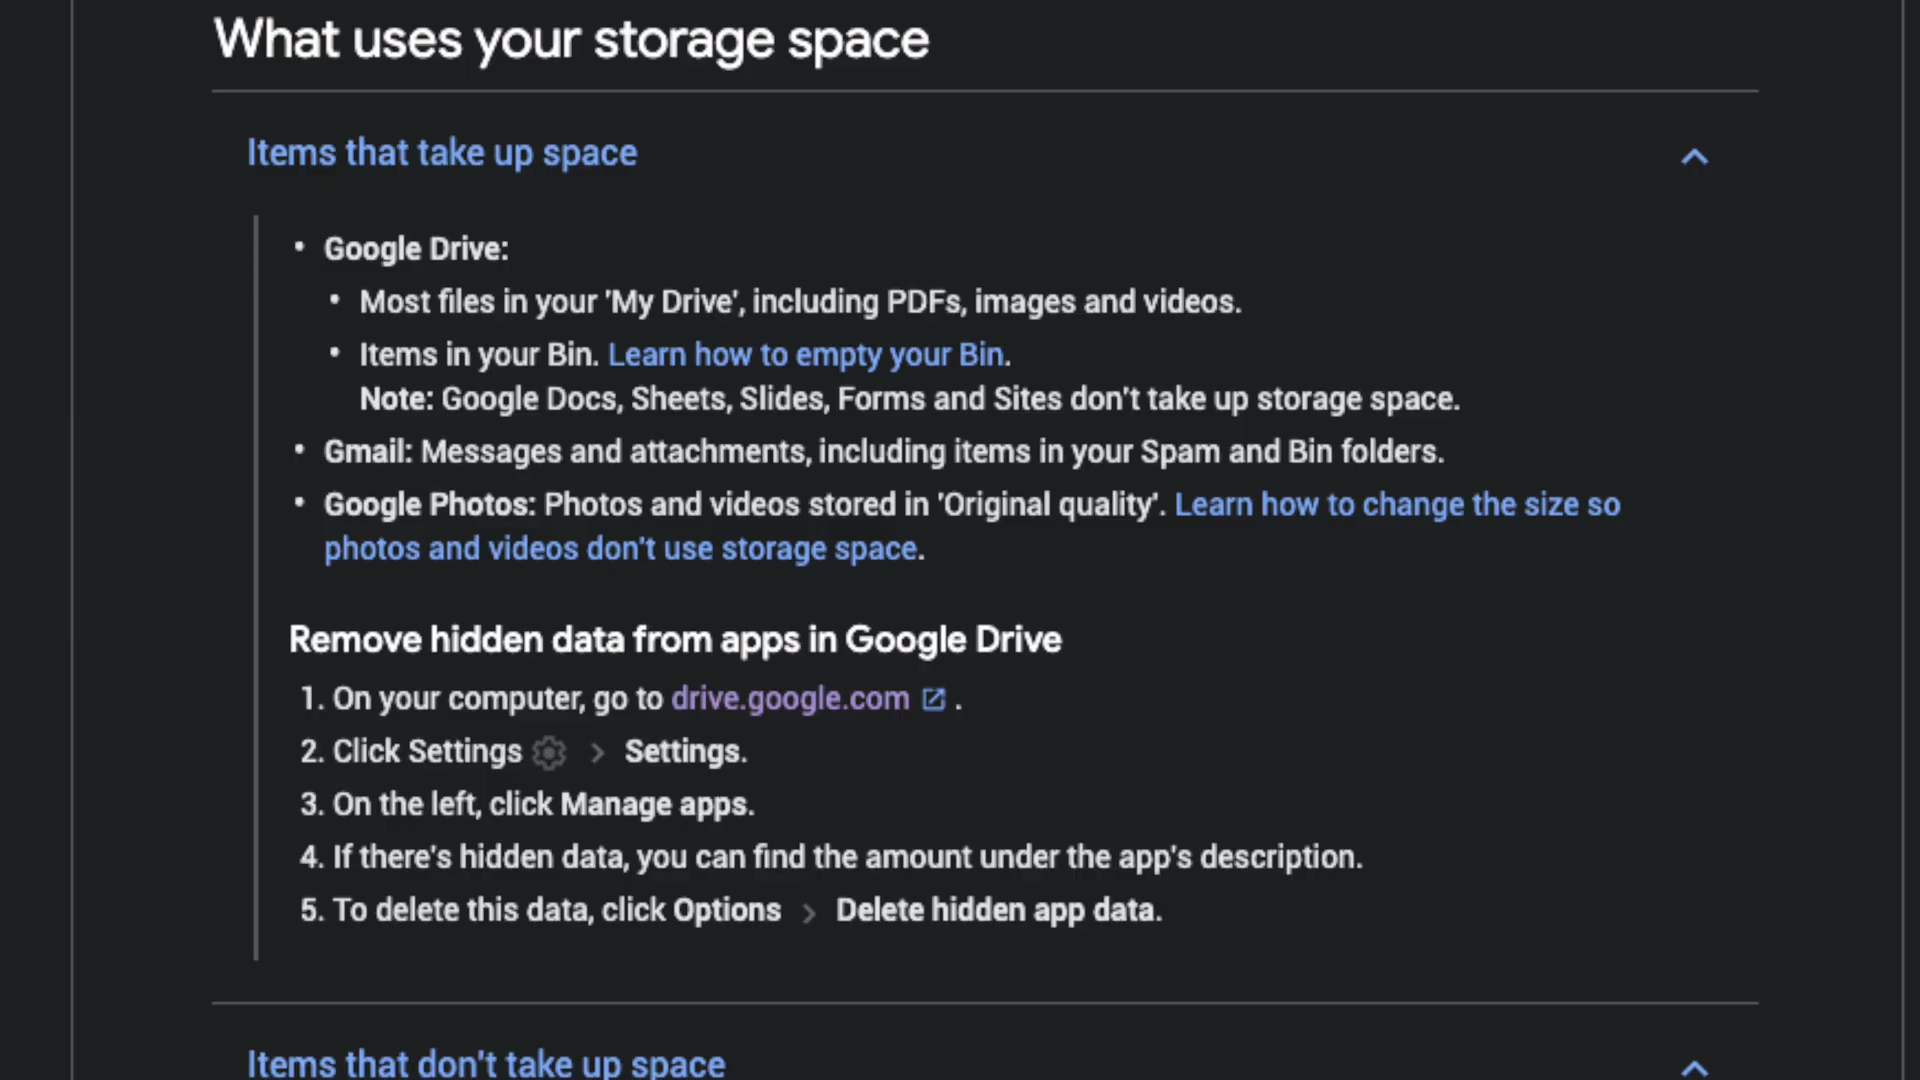 What uses your storage space
Items that take up space
• Google Drive:
• Most files in your 'My Drive', including PDFs, images and videos.
• Items in your Bin. Learn how to empty your Bin.
Note: Google Docs, Sheets, Slides, Forms and Sites don't take up storage space.
• Gmail: Messages and attachments, including items in your Spam and Bin folders.
• Google Photos: Photos and videos stored in 'Original quality'. Learn how to change the size so
photos and videos don't use storage space.
Remove hidden data from apps in Google Drive
1. On your computer, go to drive.google.com .
2. Click Settings > Settings.
3. On the left, click Manage apps.
4. If there's hidden data, you can find the amount under the app's description.
5. To delete this data, click Options > Delete hidden app data.
Items that don't take up space